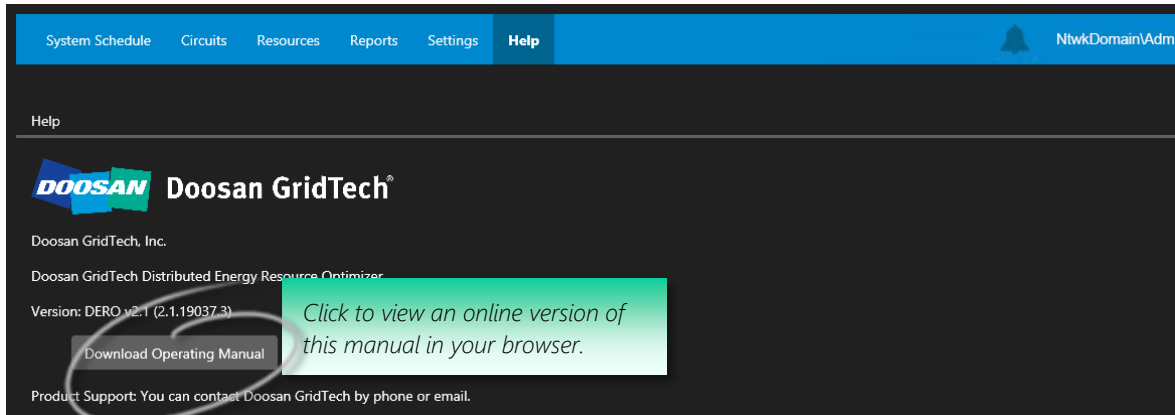 System Schedule Circuits Resources Reports Settings Help NtwkDomain\Adm
Help
DOOSAN Doosan GridTech®
Doosan GridTech, Inc.
Doosan GridTech Distributed Energy Resource Optimizer
Version: DERO v2.1 (2.1.19037.3)
Click to view an online version of
this manual in your browser.
Download Operating Manual
Product Support: You can contact Doosan GridTech by phone or email.